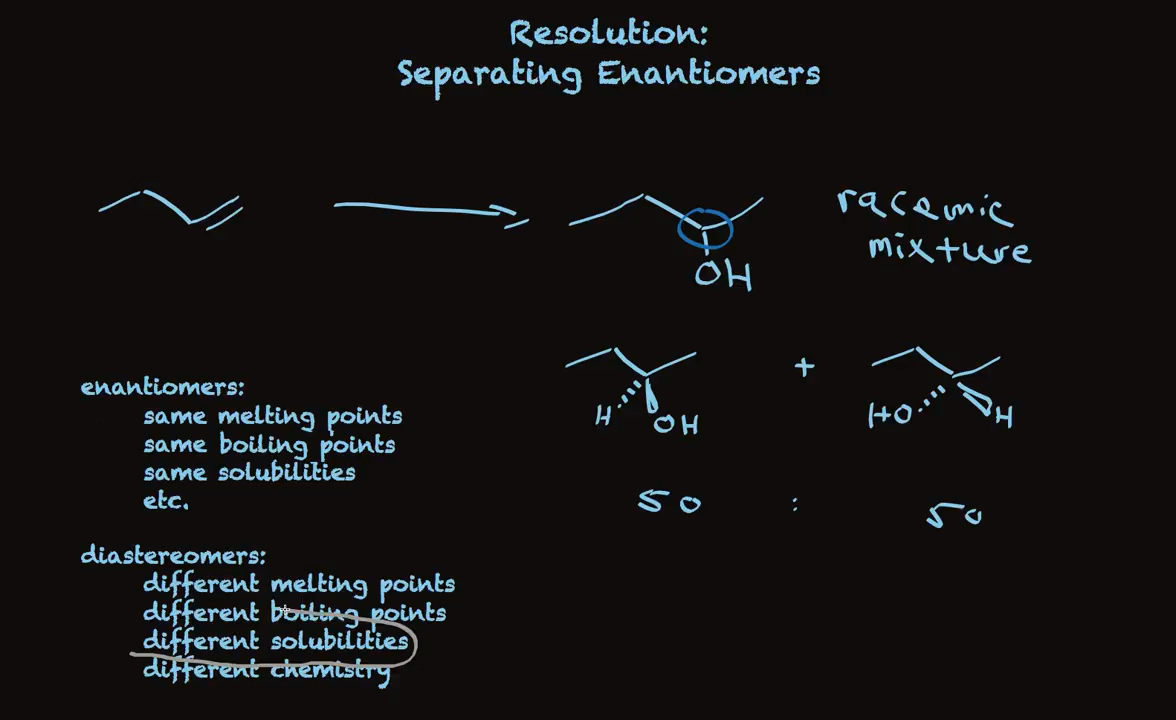 Resolution:
Separating Enantiomers
racemic
mixture
OH
+
H
OH
HO
H
50 : 50
enantiomers:
same melting points
same boiling points
same solubilities
etc.
diastereomers:
different melting points
different boiling points
different solubilities
different chemistry